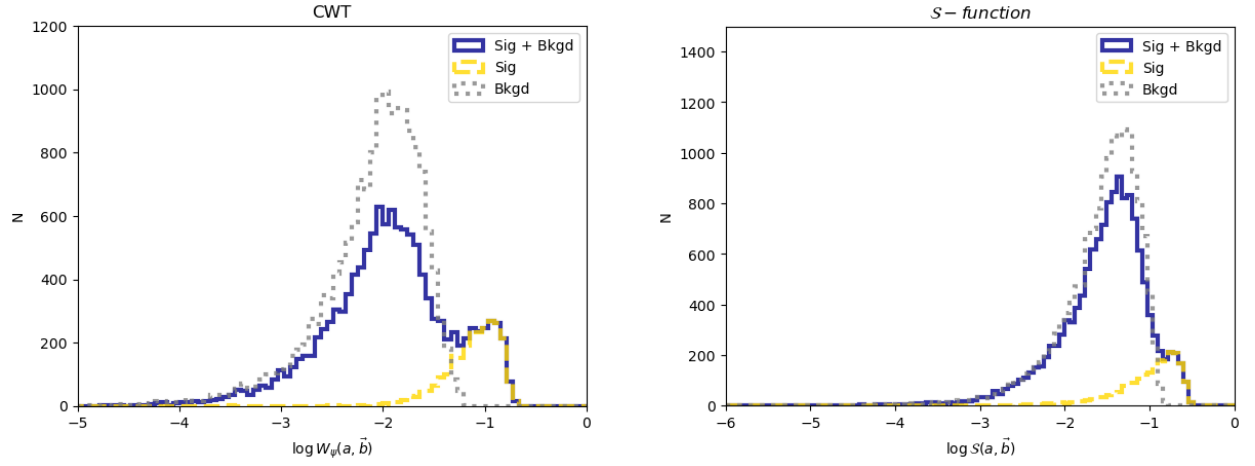 CWT
1200
1000
800
600
400
200
0
N
-5
-4
-3
-2
-1
0
log W_ψ(a, b⃗)
Sig + Bkgd
Sig
Bkgd
𝒮 − function
1400
1200
1000
800
600
400
200
0
N
−6
−5
−4
−3
−2
−1
0
log 𝒮(a, b⃗)
Sig + Bkgd
Sig
Bkgd